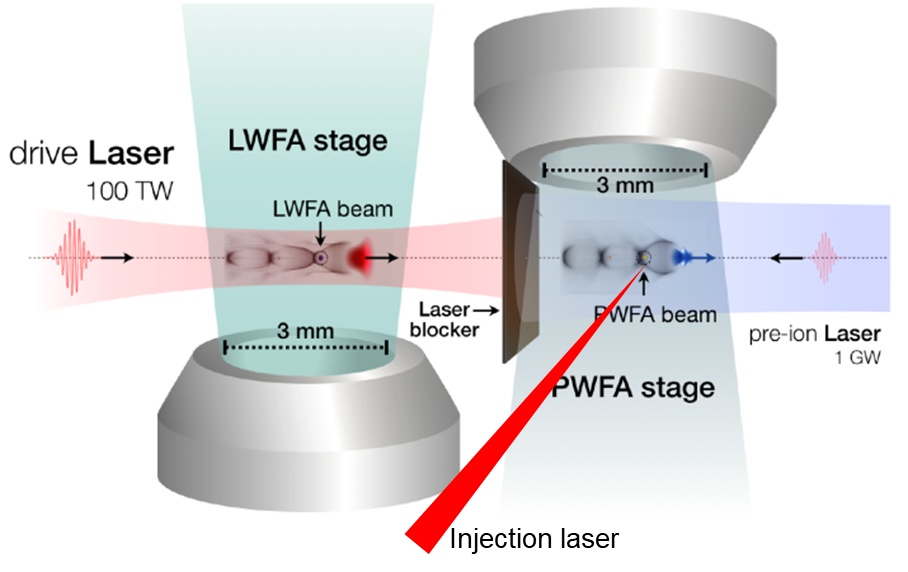 drive Laser
100 TW
LWFA stage
LWFA beam
3 mm
3 mm
Laser
blocker
PWFA beam
pre-ion Laser
1 GW
PWFA stage
Injection laser